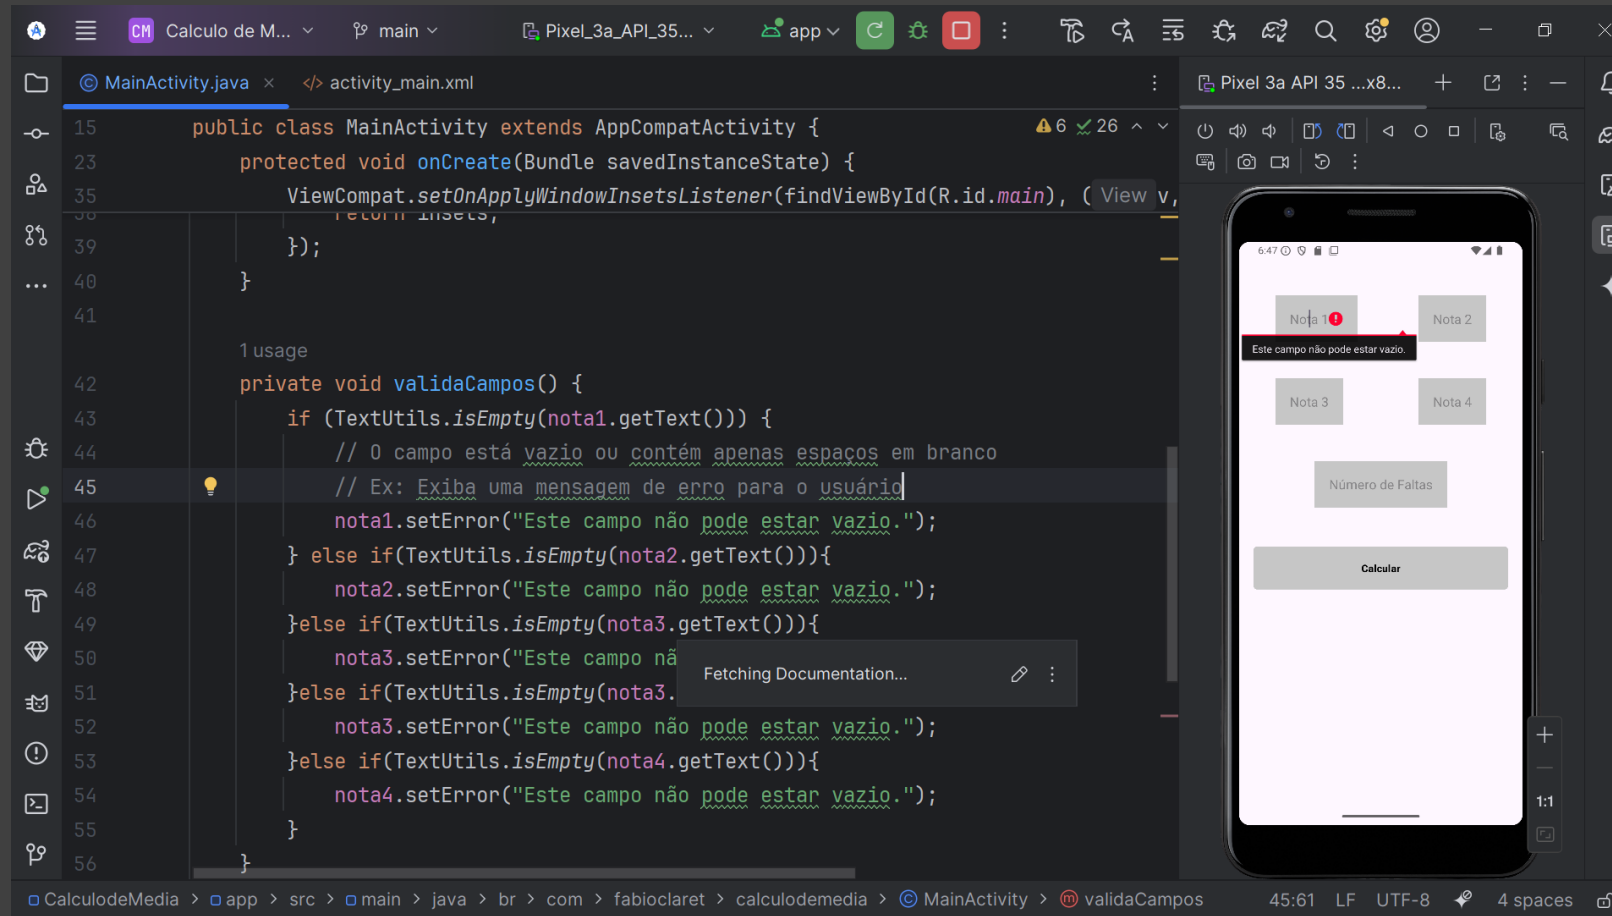 CM Calculo de M... main Pixel_3a_API_35... app
MainActivity.java activity_main.xml Pixel 3a API 35 ...x8...
15 public class MainActivity extends AppCompatActivity { 6 26
23 protected void onCreate(Bundle savedInstanceState) {
35 ViewCompat.setOnApplyWindowInsetsListener(findViewById(R.id.main), ( View v,
return insets;
39 });
40 }
41
1 usage
42 private void validaCampos() {
43 if (TextUtils.isEmpty(nota1.getText())) {
44 // O campo está vazio ou contém apenas espaços em branco
45 // Ex: Exiba uma mensagem de erro para o usuário
46 nota1.setError("Este campo não pode estar vazio.");
47 } else if(TextUtils.isEmpty(nota2.getText())){
48 nota2.setError("Este campo não pode estar vazio.");
49 }else if(TextUtils.isEmpty(nota3.getText())){
50 nota3.setError("Este campo nã
Fetching Documentation...
51 }else if(TextUtils.isEmpty(nota3.
52 nota3.setError("Este campo não pode estar vazio.");
53 }else if(TextUtils.isEmpty(nota4.getText())){
54 nota4.setError("Este campo não pode estar vazio.");
55 }
56 }
6:47
Nota 1 Nota 2
Este campo não pode estar vazio.
Nota 3 Nota 4
Número de Faltas
Calcular
1:1
CalculodeMedia > app > src > main > java > br > com > fabioclaret > calculodemedia > MainActivity > validaCampos 45:61 LF UTF-8 4 spaces